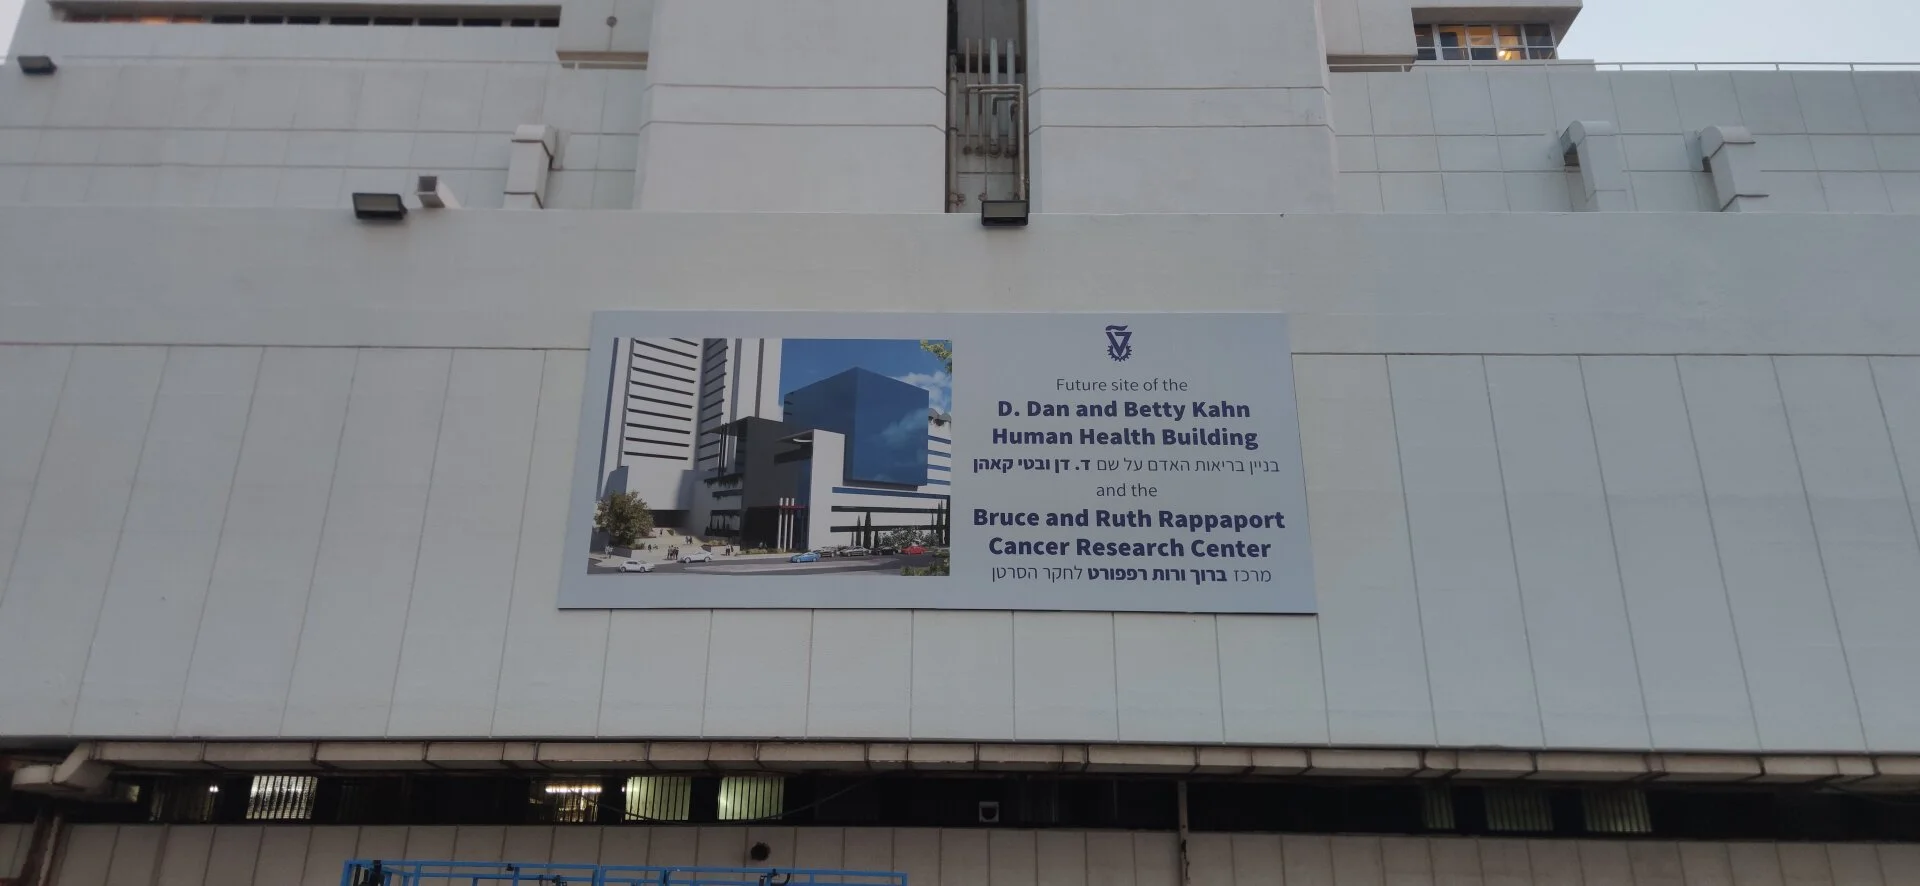 Future site of the
D. Dan and Betty Kahn
Human Health Building
בניין בריאות האדם על שם ד. דן ובטי קאהן
and the
Bruce and Ruth Rappaport
Cancer Research Center
מרכז ברוך ורות רפפורט לחקר הסרטן